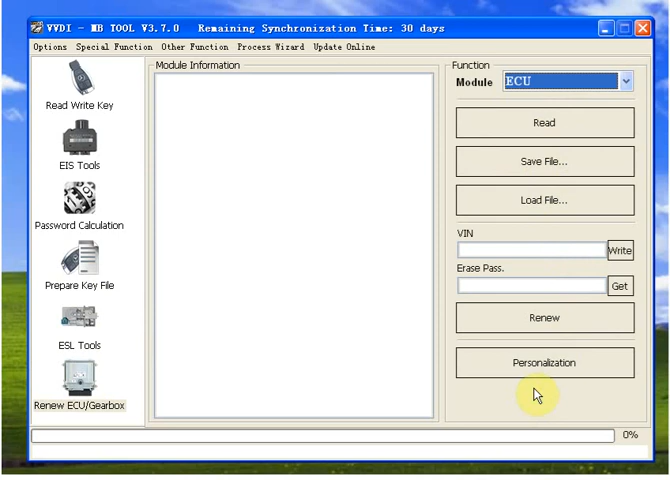 VVDI - MB TOOL V3.7.0 Remaining Synchronization Time: 30 days
Options Special Function Other Function Process Wizard Update Online
Read Write Key
EIS Tools
Password Calculation
Prepare Key File
ESL Tools
Renew ECU/Gearbox
Module Information
Function
Module ECU
Read
Save File...
Load File...
VIN
Write
Erase Pass.
Get
Renew
Personalization
0%